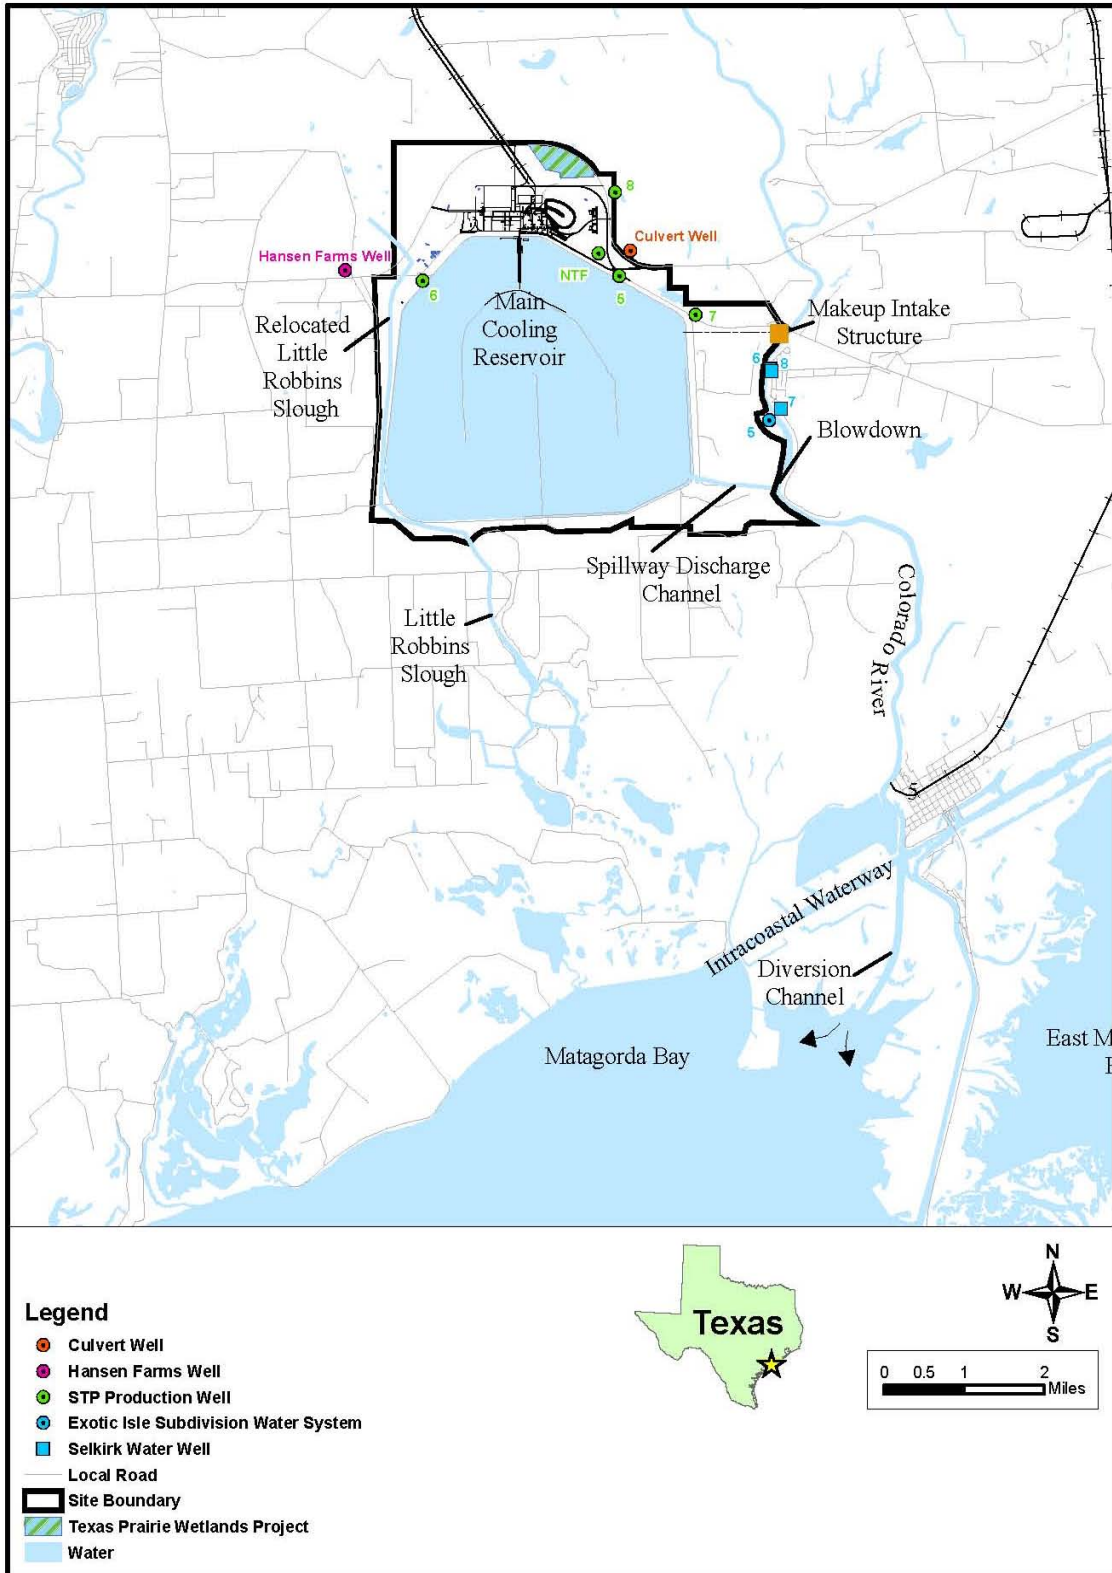 8
Culvert Well
Hansen Farms Well
NTF
6
5
7
Main
Cooling
Reservoir
Relocated
Little
Robbins
Slough
Makeup Intake
Structure
6
8
7
5
Blowdown
Spillway Discharge
Channel
Little
Robbins
Slough
Colorado River
5
Intracoastal Waterway
Diversion
Channel
Matagorda Bay
East M
Legend
Culvert Well
Hansen Farms Well
STP Production Well
Exotic Isle Subdivision Water System
Selkirk Water Well
Local Road
Site Boundary
Texas Prairie Wetlands Project
Water
Texas
N
W E
S
0 0.5 1 2
Miles